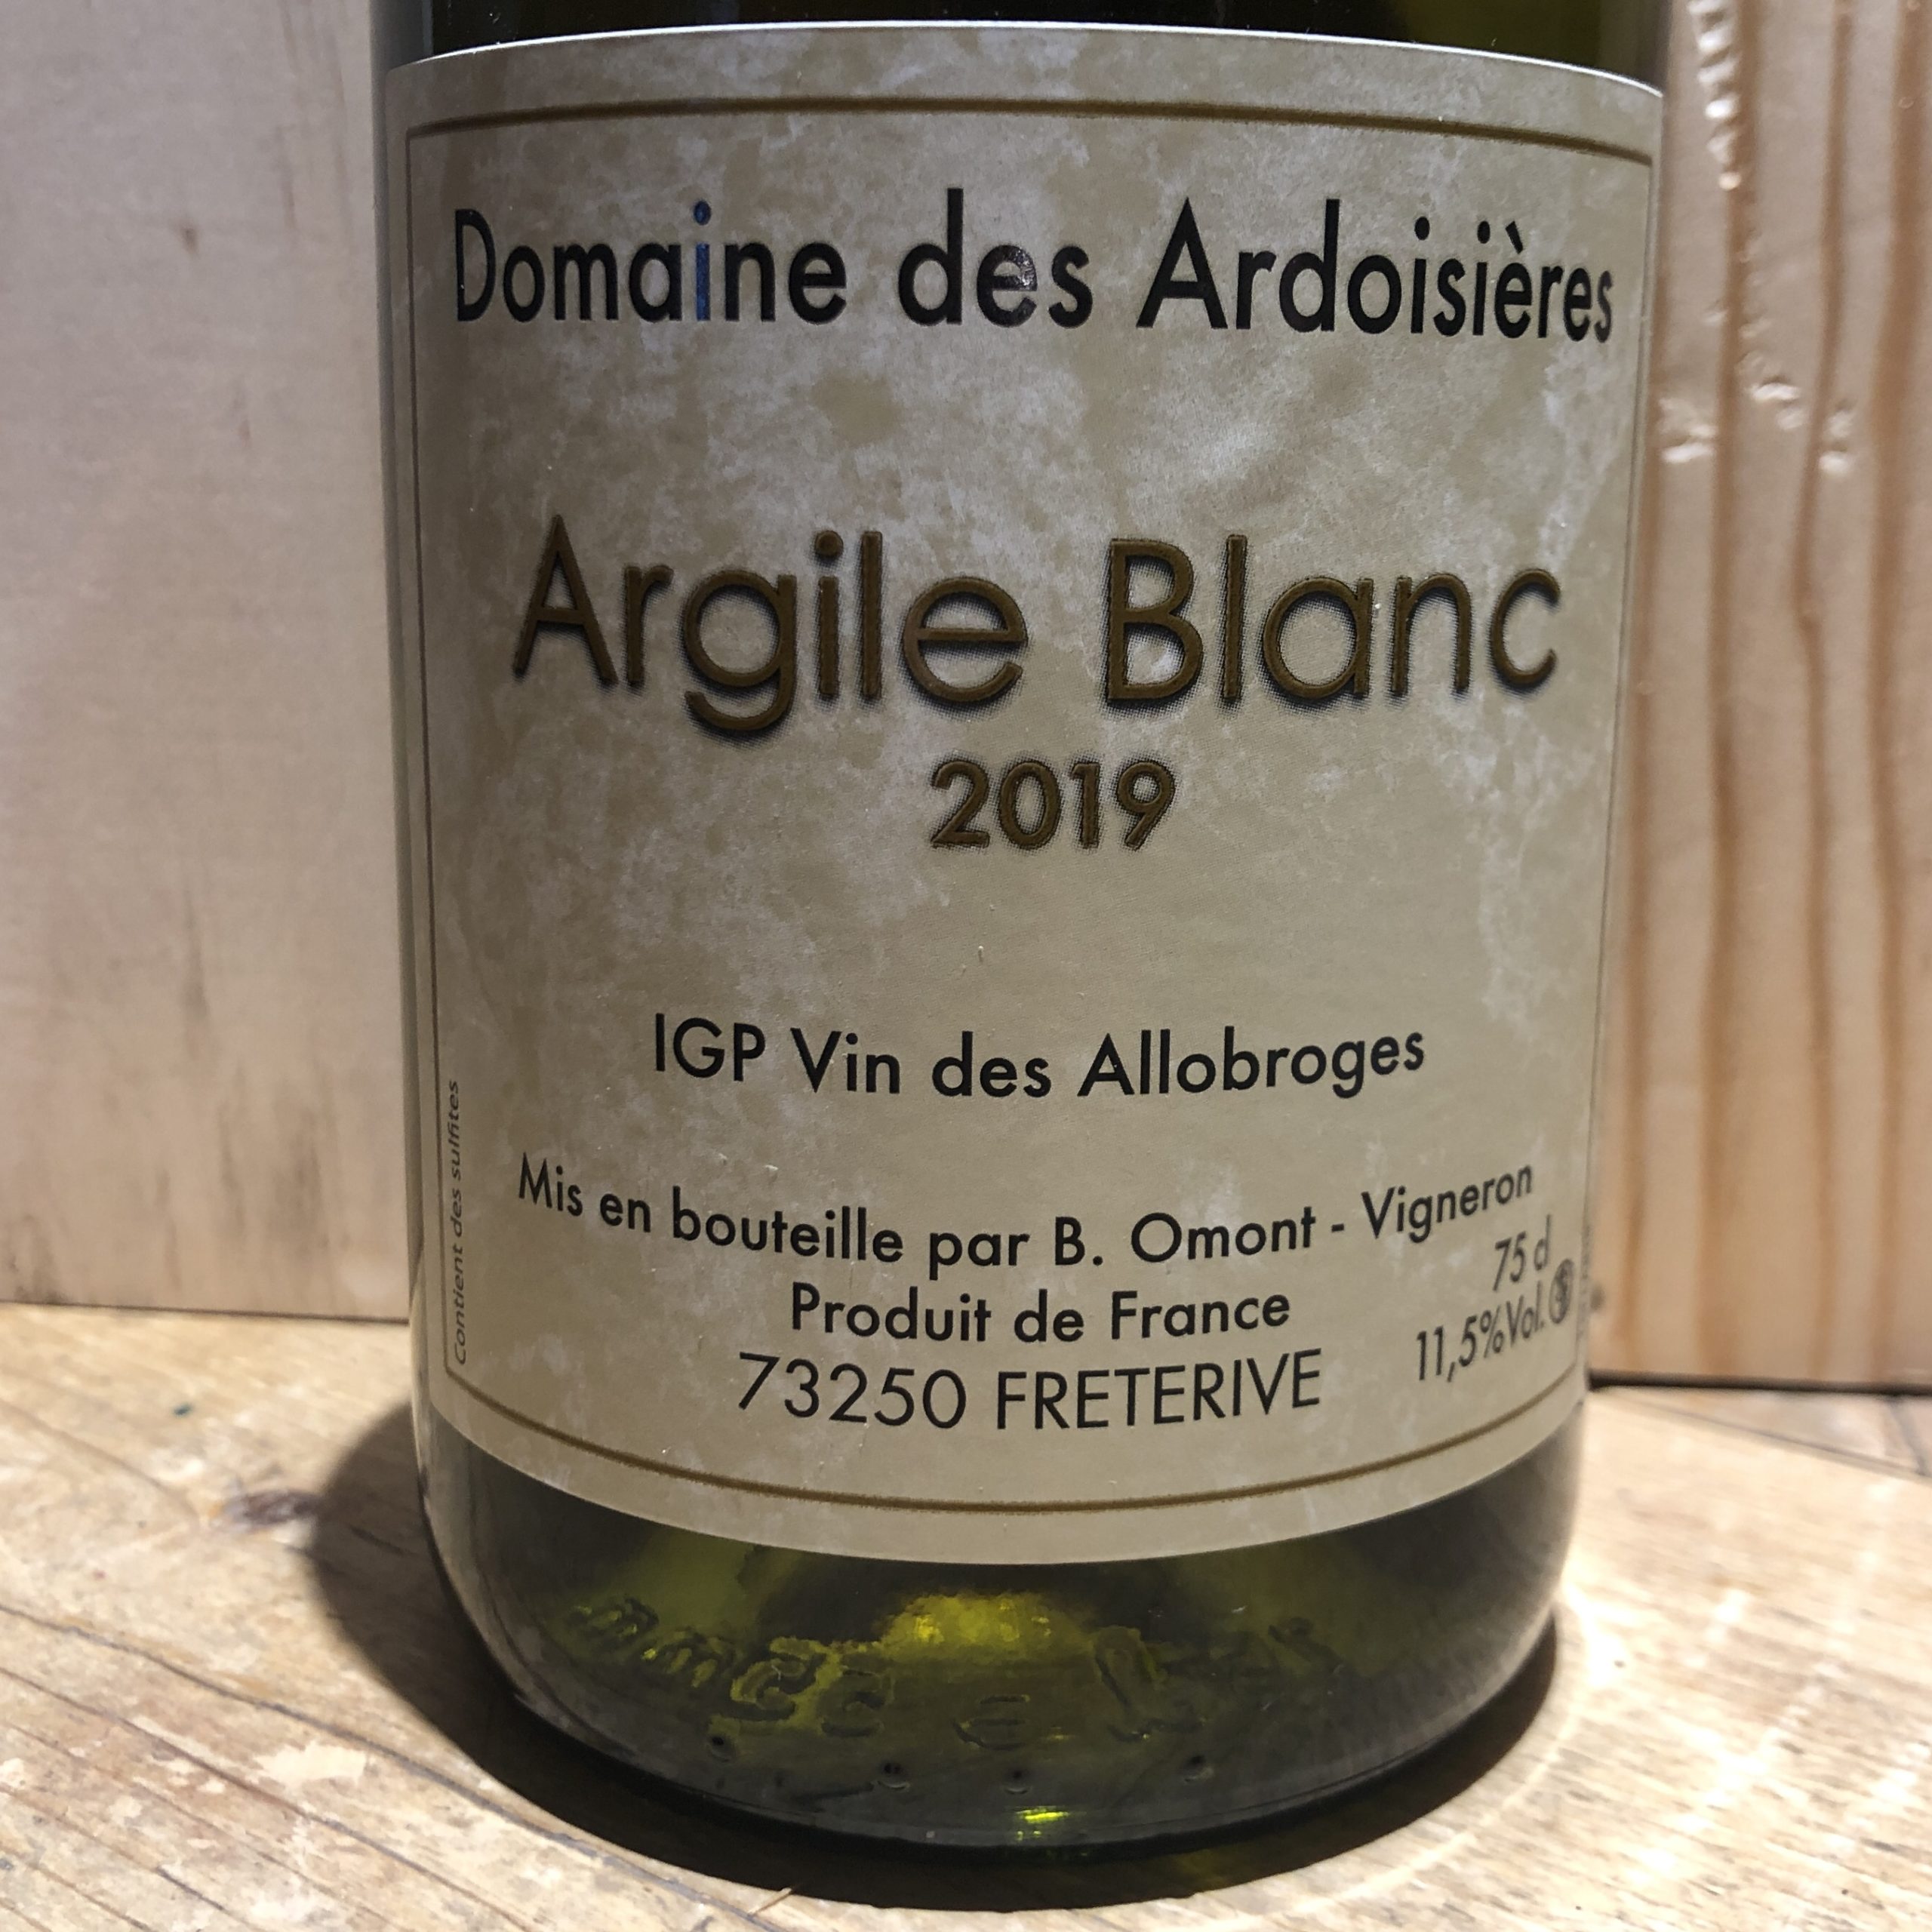 Domaine des Ardoisières
Argile Blanc
2019
IGP Vin des Allobroges
Mis en bouteille par B. Omont - Vigneron
75 cl
Produit de France
11,5%Vol.
73250 FRETERIVE
Contient des sulfites